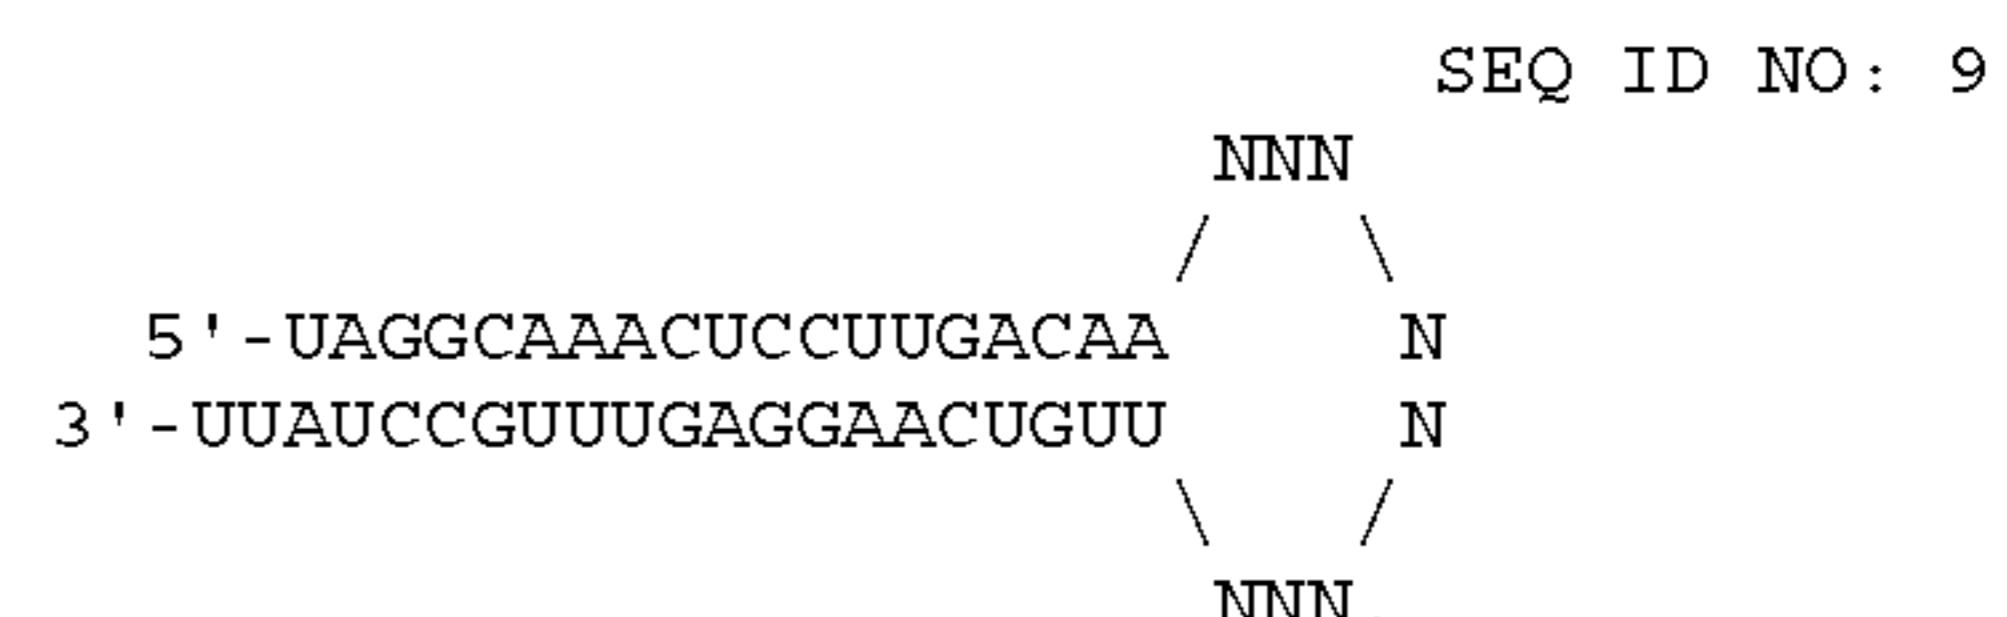 SEQ ID NO: 9
NNN
/ \
5'-UAGGCAAACUCCUUGACAA N
3'-UUAUCCGUUUGAGGAACUGUU N
\ /
NNN.